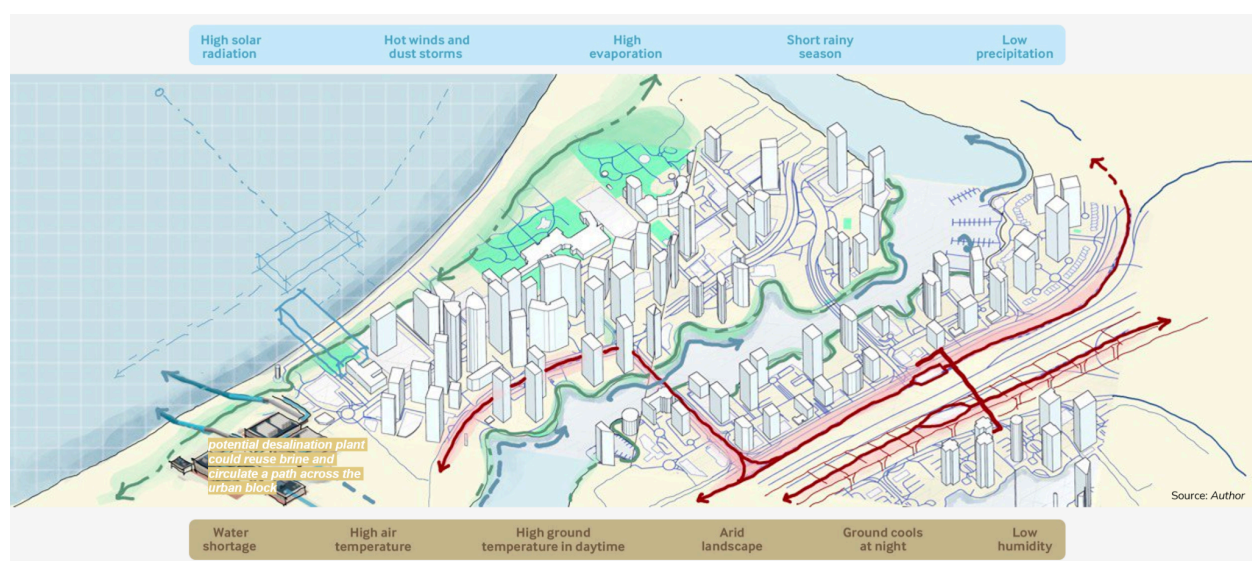 High solar
radiation
Hot winds and
dust storms
High
evaporation
Short rainy
season
Low
precipitation
potential desalination plant
could reuse brine and
circulate a path across the
urban block
Source: Author
Water
shortage
High air
temperature
High ground
temperature in daytime
Arid
landscape
Ground cools
at night
Low
humidity